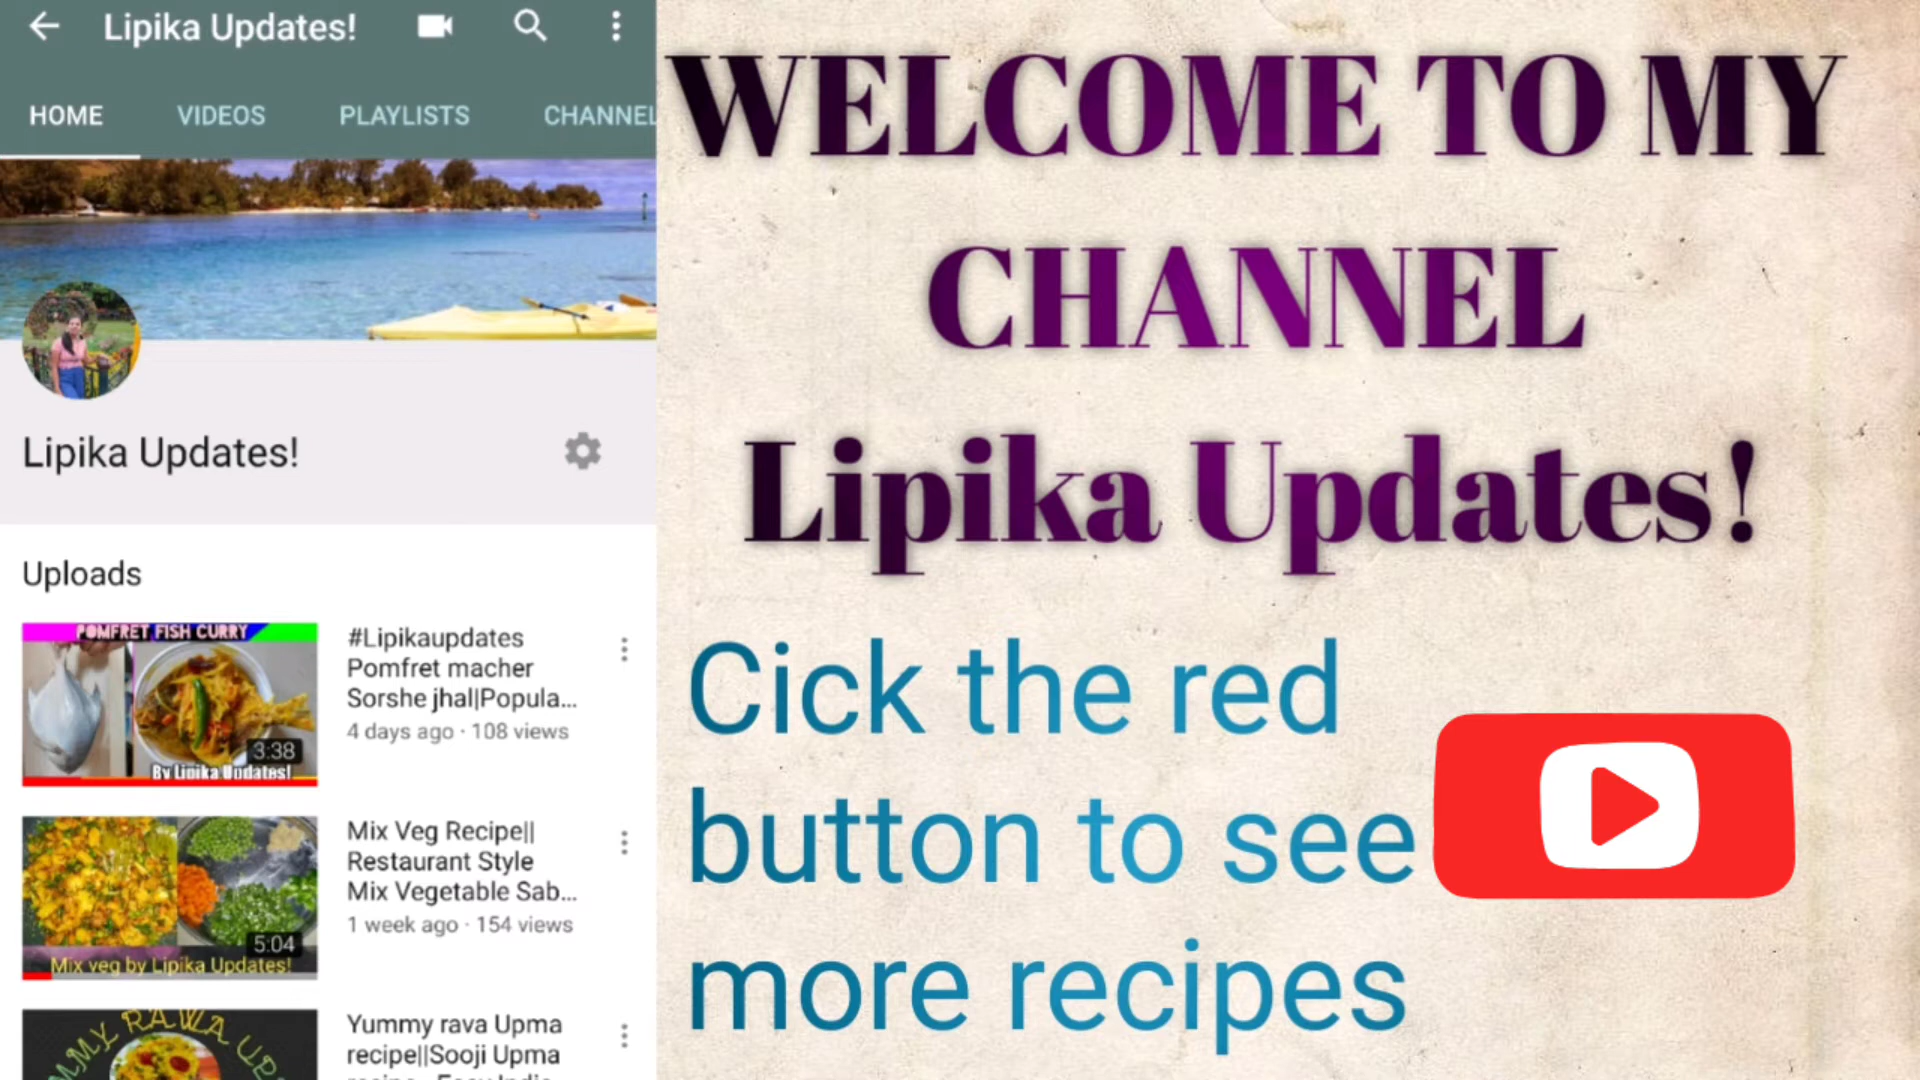 Lipika Updates!
HOME VIDEOS PLAYLISTS CHANNEL
Lipika Updates!
Uploads
POMFRET FISH CURRY
3:38
By Lipika Updates!
#Lipikaupdates
Pomfret macher
Sorshe jhal|Popula...
4 days ago · 108 views
5:04
Mix veg by Lipika Updates!
Mix Veg Recipe||
Restaurant Style
Mix Vegetable Sab...
1 week ago · 154 views
RAWA
Yummy rava Upma
recipe||Sooji Upma
WELCOME TO MY
CHANNEL
Lipika Updates!
Cick the red
button to see
more recipes